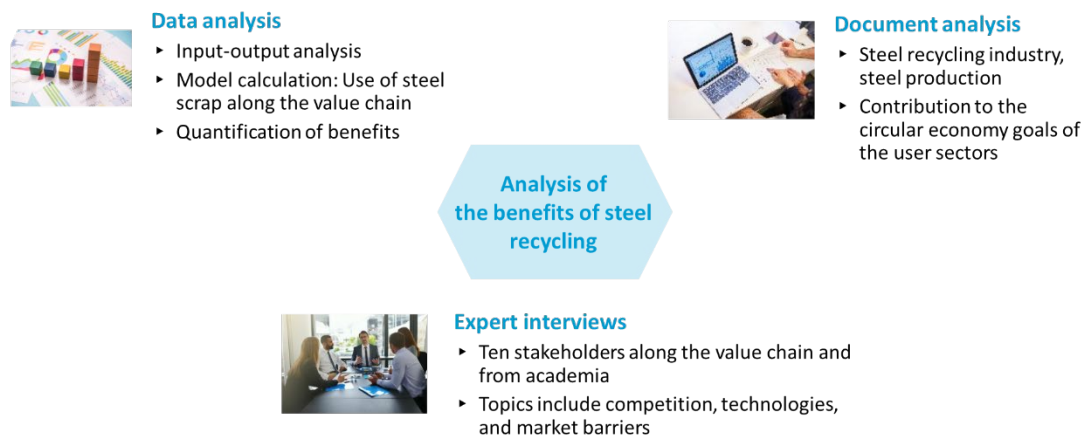 Data analysis
‣ Input-output analysis
‣ Model calculation: Use of steel
scrap along the value chain
‣ Quantification of benefits
Document analysis
‣ Steel recycling industry,
steel production
‣ Contribution to the
circular economy goals of
the user sectors
Analysis of
the benefits of steel
recycling
Expert interviews
‣ Ten stakeholders along the value chain and
from academia
‣ Topics include competition, technologies,
and market barriers